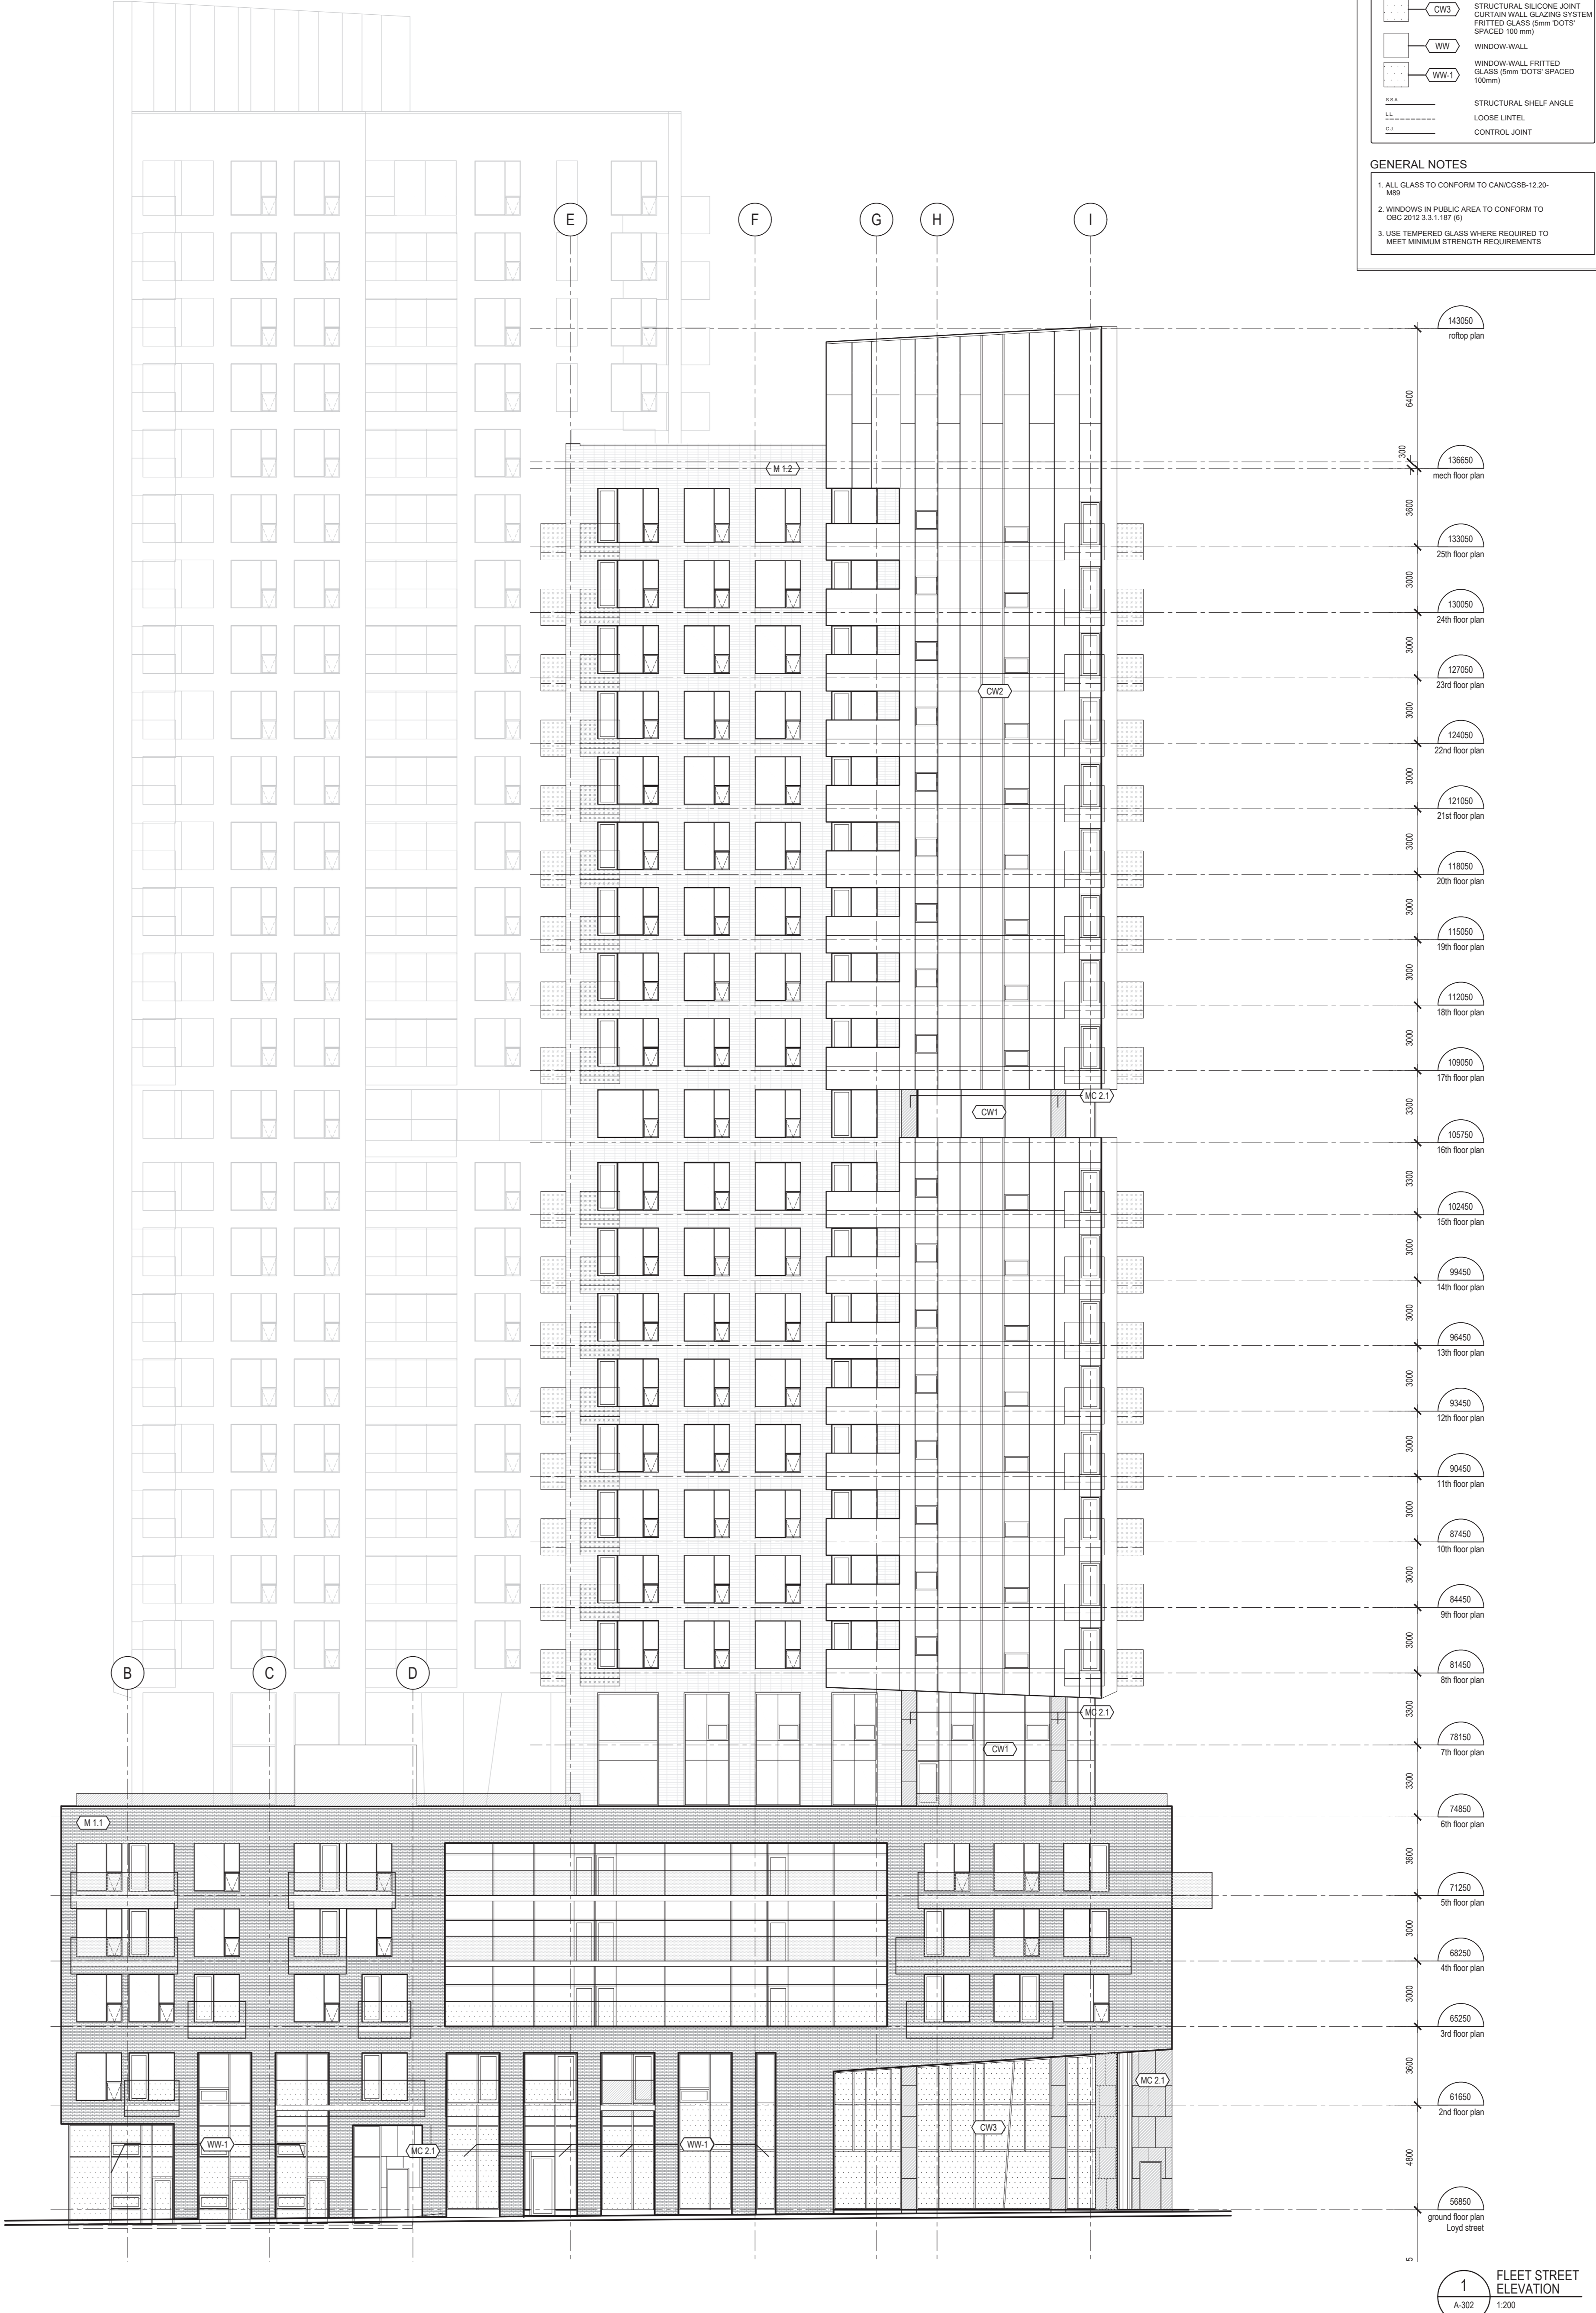 CW3
STRUCTURAL SILICONE JOINT
CURTAIN WALL GLAZING SYSTEM
FRITTED GLASS (5mm 'DOTS'
SPACED 100 mm)
WW
WINDOW-WALL
WW-1
WINDOW-WALL FRITTED
GLASS (5mm 'DOTS' SPACED
100mm)
S.S.A.
STRUCTURAL SHELF ANGLE
L.L.
LOOSE LINTEL
C.J.
CONTROL JOINT
GENERAL NOTES
1. ALL GLASS TO CONFORM TO CAN/CGSB-12.20-
M89
2. WINDOWS IN PUBLIC AREA TO CONFORM TO
OBC 2012 3.3.1.187 (6)
3. USE TEMPERED GLASS WHERE REQUIRED TO
MEET MINIMUM STRENGTH REQUIREMENTS
E
F
G
H
I
143050
roftop plan
6400
300
136650
mech floor plan
M 1.2
3600
133050
25th floor plan
3000
130050
24th floor plan
3000
127050
23rd floor plan
CW2
3000
124050
22nd floor plan
3000
121050
21st floor plan
3000
118050
20th floor plan
3000
115050
19th floor plan
3000
112050
18th floor plan
3000
109050
17th floor plan
MC 2.1
CW1
3300
105750
16th floor plan
3300
102450
15th floor plan
3000
99450
14th floor plan
3000
96450
13th floor plan
3000
93450
12th floor plan
3000
90450
11th floor plan
3000
87450
10th floor plan
3000
84450
9th floor plan
3000
B
C
D
81450
8th floor plan
3300
MC 2.1
CW1
78150
7th floor plan
3300
74850
6th floor plan
M 1.1
3600
71250
5th floor plan
3000
68250
4th floor plan
3000
65250
3rd floor plan
3600
MC 2.1
61650
2nd floor plan
CW3
WW-1
MC 2.1
WW-1
4800
56850
ground floor plan
Loyd street
5
1
A-302
FLEET STREET
ELEVATION
1:200